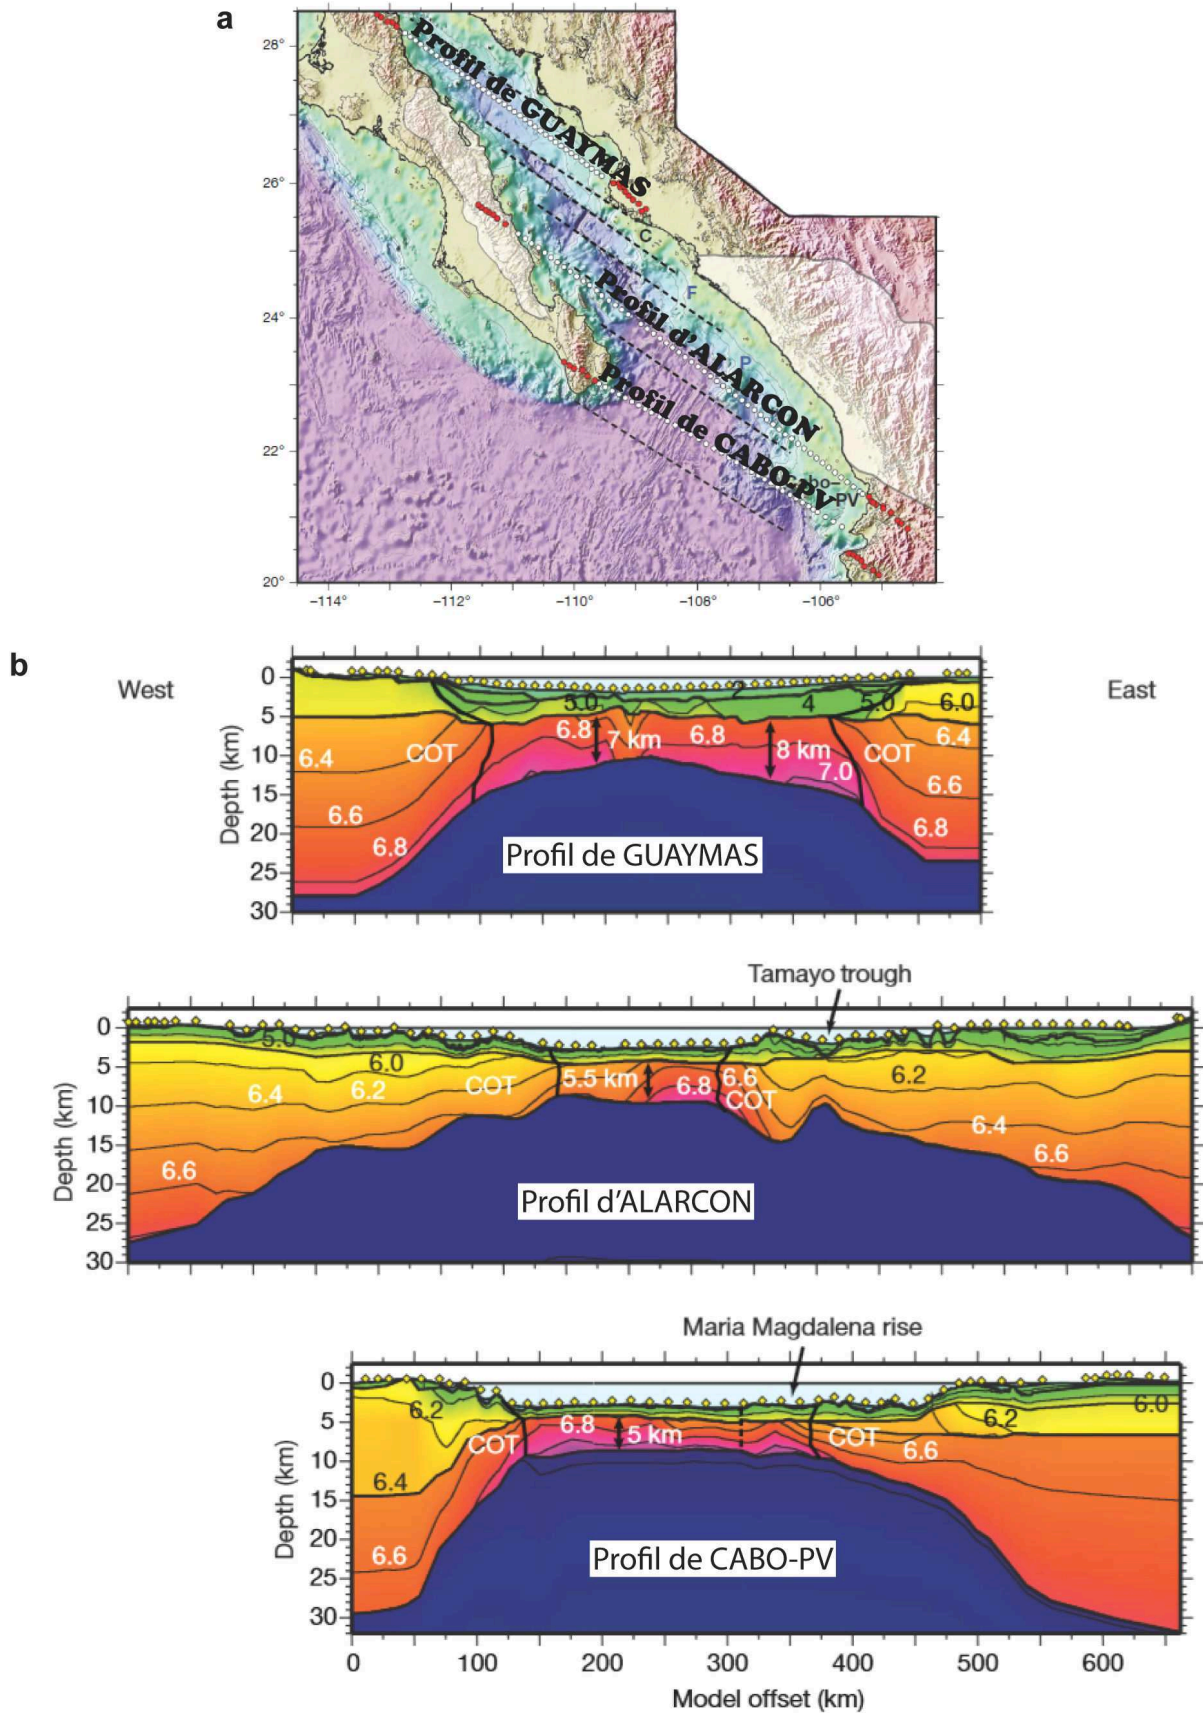 a
28°
26°
24°
22°
20°
−114°
−112°
−110°
−108°
−106°
Profil de GUAYMAS
C
F
Profil d'ALARCON
P
Profil de CABO-PV
bo–
PV
b
West
East
0
5
10
15
20
25
30
Depth (km)
2
5.0
4
5.0
6.0
6.8
7 km
6.8
8 km
7.0
COT
COT
6.4
6.4
6.6
6.6
6.8
6.8
Profil de GUAYMAS
Tamayo trough
0
5
10
15
20
25
30
Depth (km)
5.0
6.0
6.4
6.2
COT
5.5 km
6.8
6.6
COT
6.2
6.4
6.6
6.6
Profil d'ALARCON
Maria Magdalena rise
0
5
10
15
20
25
30
Depth (km)
6.2
6.8
5 km
COT
COT
6.2
6.0
6.6
6.4
6.6
Profil de CABO-PV
0
100
200
300
400
500
600
Model offset (km)